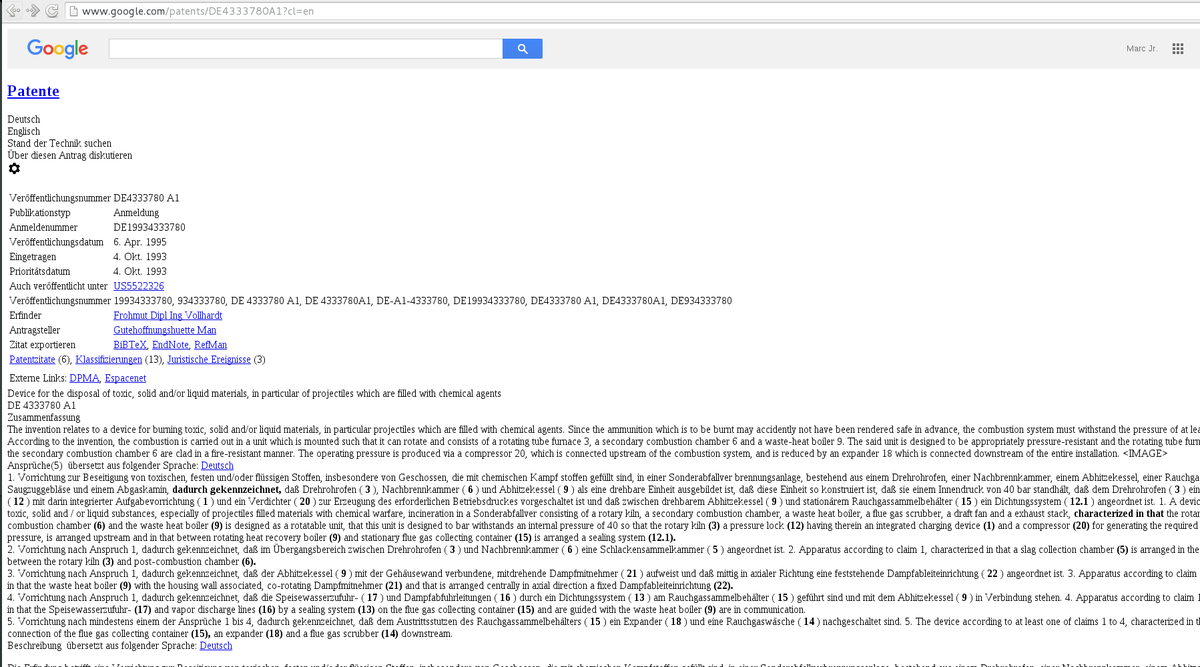 www.google.com/patents/DE4333780A1?cl=en
Google
Marc Jr.
Patente
Deutsch
Englisch
Stand der Technik suchen
Über diesen Antrag diskutieren
Veröffentlichungsnummer DE4333780 A1
Publikationstyp Anmeldung
Anmeldenummer DE19934333780
Veröffentlichungsdatum 6. Apr. 1995
Eingetragen 4. Okt. 1993
Prioritätsdatum 4. Okt. 1993
Auch veröffentlicht unter US5522326
Veröffentlichungsnummer 19934333780, 934333780, DE 4333780 A1, DE 4333780A1, DE-A1-4333780, DE19934333780, DE4333780 A1, DE4333780A1, DE934333780
Erfinder Frohmut Dipl Ing Vollhardt
Antragsteller Gutehoffnungshuette Man
Zitat exportieren BiBTeX, EndNote, RefMan
Patentzitate (6), Klassifizierungen (13), Juristische Ereignisse (3)
Externe Links: DPMA, Espacenet
Device for the disposal of toxic, solid and/or liquid materials, in particular of projectiles which are filled with chemical agents
DE 4333780 A1
Zusammenfassung
The invention relates to a device for burning toxic, solid and/or liquid materials, in particular projectiles which are filled with chemical agents. Since the ammunition which is to be burnt may accidently not have been rendered safe in advance, the combustion system must withstand the pressure of at lea
According to the invention, the combustion is carried out in a unit which is mounted such that it can rotate and consists of a rotating tube furnace 3, a secondary combustion chamber 6 and a waste-heat boiler 9. The said unit is designed to be appropriately pressure-resistant and the rotating tube furn
the secondary combustion chamber 6 are clad in a fire-resistant manner. The operating pressure is produced via a compressor 20, which is connected upstream of the combustion system, and is reduced by an expander 18 which is connected downstream of the entire installation. <IMAGE>
Ansprüche(5) übersetzt aus folgender Sprache: Deutsch
1. Vorrichtung zur Beseitigung von toxischen, festen und/oder flüssigen Stoffen, insbesondere von Geschossen, die mit chemischen Kampf stoffen gefüllt sind, in einer Sonderabfallver brennungsanlage, bestehend aus einem Drehrohrofen, einer Nachbrennkammer, einem Abhitzekessel, einer Rauchga
Saugzuggebläse und einem Abgaskamin, dadurch gekennzeichnet, daß Drehrohrofen ( 3 ), Nachbrennkammer ( 6 ) und Abhitzekessel ( 9 ) als eine drehbare Einheit ausgebildet ist, daß diese Einheit so konstruiert ist, daß sie einem Innendruck von 40 bar standhält, daß dem Drehrohrofen ( 3 ) ein
( 12 ) mit darin integrierter Aufgabevorrichtung ( 1 ) und ein Verdichter ( 20 ) zur Erzeugung des erforderlichen Betriebsdruckes vorgeschaltet ist und daß zwischen drehbarem Abhitzekessel ( 9 ) und stationärem Rauchgassammelbehälter ( 15 ) ein Dichtungssystem ( 12.1 ) angeordnet ist. 1. A devic
toxic, solid and / or liquid substances, especially of projectiles filled materials with chemical warfare, incineration in a Sonderabfallver consisting of a rotary kiln, a secondary combustion chamber, a waste heat boiler, a flue gas scrubber, a draft fan and a exhaust stack, characterized in that the rotar
combustion chamber (6) and the waste heat boiler (9) is designed as a rotatable unit, that this unit is designed to bar withstands an internal pressure of 40 so that the rotary kiln (3) a pressure lock (12) having therein an integrated charging device (1) and a compressor (20) for generating the required
pressure, is arranged upstream and in that between rotating heat recovery boiler (9) and stationary flue gas collecting container (15) is arranged a sealing system (12.1).
2. Vorrichtung nach Anspruch 1, dadurch gekennzeichnet, daß im Übergangsbereich zwischen Drehrohrofen ( 3 ) und Nachbrennkammer ( 6 ) eine Schlackensammelkammer ( 5 ) angeordnet ist. 2. Apparatus according to claim 1, characterized in that a slag collection chamber (5) is arranged in the
between the rotary kiln (3) and post-combustion chamber (6).
3. Vorrichtung nach Anspruch 1, dadurch gekennzeichnet, daß der Abhitzekessel ( 9 ) mit der Gehäusewand verbundene, mitdrehende Dampfmitnehmer ( 21 ) aufweist und daß mittig in axialer Richtung eine feststehende Dampfableiteinrichtung ( 22 ) angeordnet ist. 3. Apparatus according to claim
in that the waste heat boiler (9) with the housing wall associated, co-rotating Dampfmitnehmer (21) and that is arranged centrally in axial direction a fixed Dampfableiteinrichtung (22).
4. Vorrichtung nach Anspruch 1, dadurch gekennzeichnet, daß die Speisewasserzufuhr- ( 17 ) und Dampfabfuhrleitungen ( 16 ) durch ein Dichtungssystem ( 13 ) am Rauchgassammelbehälter ( 15 ) geführt sind und mit dem Abhitzekessel ( 9 ) in Verbindung stehen. 4. Apparatus according to claim 1
in that the Speisewasserzufuhr- (17) and vapor discharge lines (16) by a sealing system (13) on the flue gas collecting container (15) and are guided with the waste heat boiler (9) are in communication.
5. Vorrichtung nach mindestens einem der Ansprüche 1 bis 4, dadurch gekennzeichnet, daß dem Austrittsstutzen des Rauchgassammelbehälters ( 15 ) ein Expander ( 18 ) und eine Rauchgaswäsche ( 14 ) nachgeschaltet sind. 5. The device according to at least one of claims 1 to 4, characterized in th
connection of the flue gas collecting container (15), an expander (18) and a flue gas scrubber (14) downstream.
Beschreibung übersetzt aus folgender Sprache: Deutsch